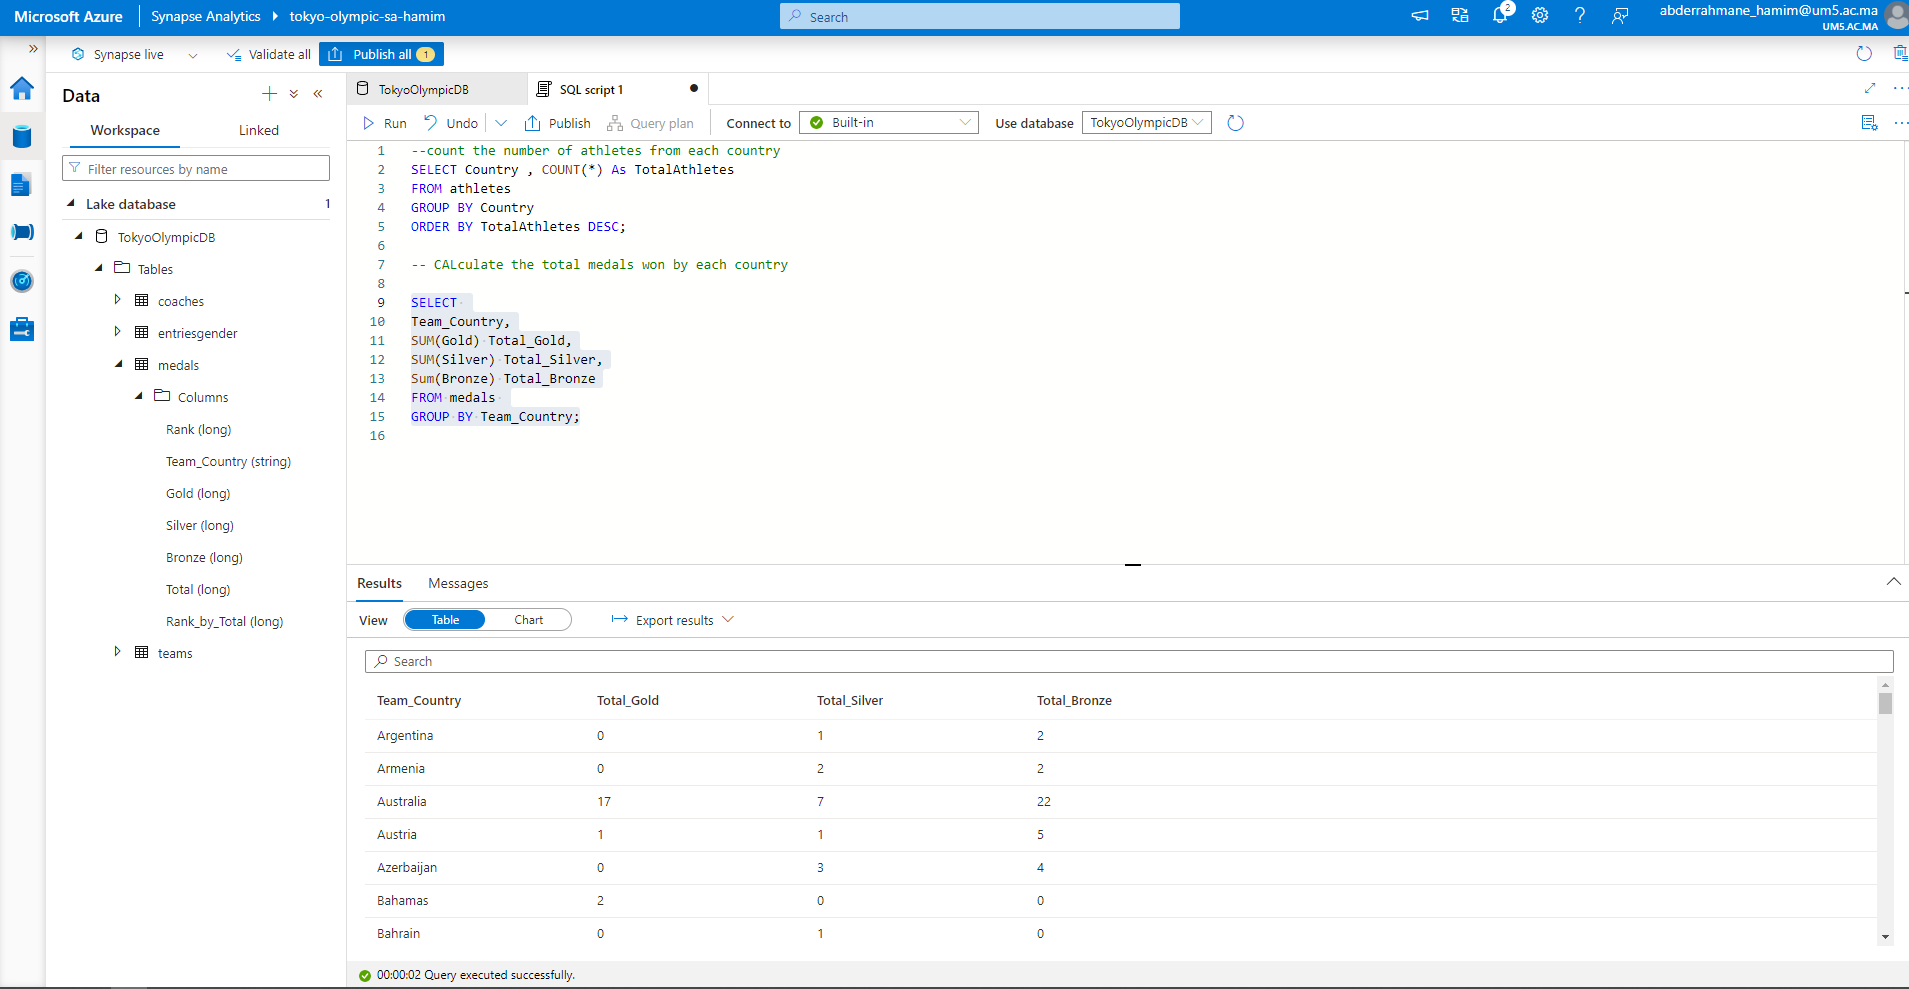 Microsoft Azure
Synapse Analytics
tokyo-olympic-sa-hamim
Search
2
abderrahmane_hamim@um5.ac.ma
UM5.AC.MA
Synapse live
Validate all
Publish all 1
Data
Workspace
Linked
Filter resources by name
Lake database 1
TokyoOlympicDB
Tables
coaches
entriesgender
medals
Columns
Rank (long)
Team_Country (string)
Gold (long)
Silver (long)
Bronze (long)
Total (long)
Rank_by_Total (long)
teams
TokyoOlympicDB
SQL script 1
Run
Undo
Publish
Query plan
Connect to
Built-in
Use database
TokyoOlympicDB
1 --count the number of athletes from each country
2 SELECT Country , COUNT(*) As TotalAthletes
3 FROM athletes
4 GROUP BY Country
5 ORDER BY TotalAthletes DESC;
6
7 -- CALculate the total medals won by each country
8
9 SELECT
10 Team_Country,
11 SUM(Gold) Total_Gold,
12 SUM(Silver) Total_Silver,
13 Sum(Bronze) Total_Bronze
14 FROM medals
15 GROUP BY Team_Country;
16
Results
Messages
View
Table
Chart
Export results
Search
Team_Country Total_Gold Total_Silver Total_Bronze
Argentina 0 1 2
Armenia 0 2 2
Australia 17 7 22
Austria 1 1 5
Azerbaijan 0 3 4
Bahamas 2 0 0
Bahrain 0 1 0
00:00:02 Query executed successfully.